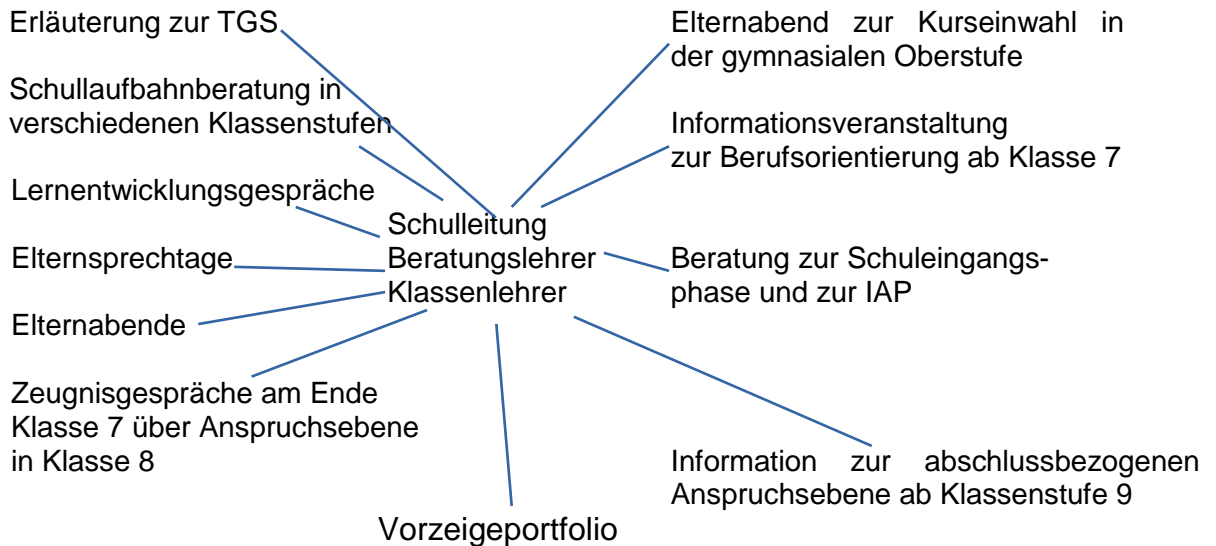 Erläuterung zur TGS
Schullaufbahnberatung in
verschiedenen Klassenstufen
Lernentwicklungsgespräche
Elternsprechtage
Elternabende
Zeugnisgespräche am Ende
Klasse 7 über Anspruchsebene
in Klasse 8
Schulleitung
Beratungslehrer
Klassenlehrer
Vorzeigeportfolio
Elternabend zur Kurseinwahl in
der gymnasialen Oberstufe
Informationsveranstaltung
zur Berufsorientierung ab Klasse 7
Beratung zur Schuleingangs-
phase und zur IAP
Information zur abschlussbezogenen
Anspruchsebene ab Klassenstufe 9